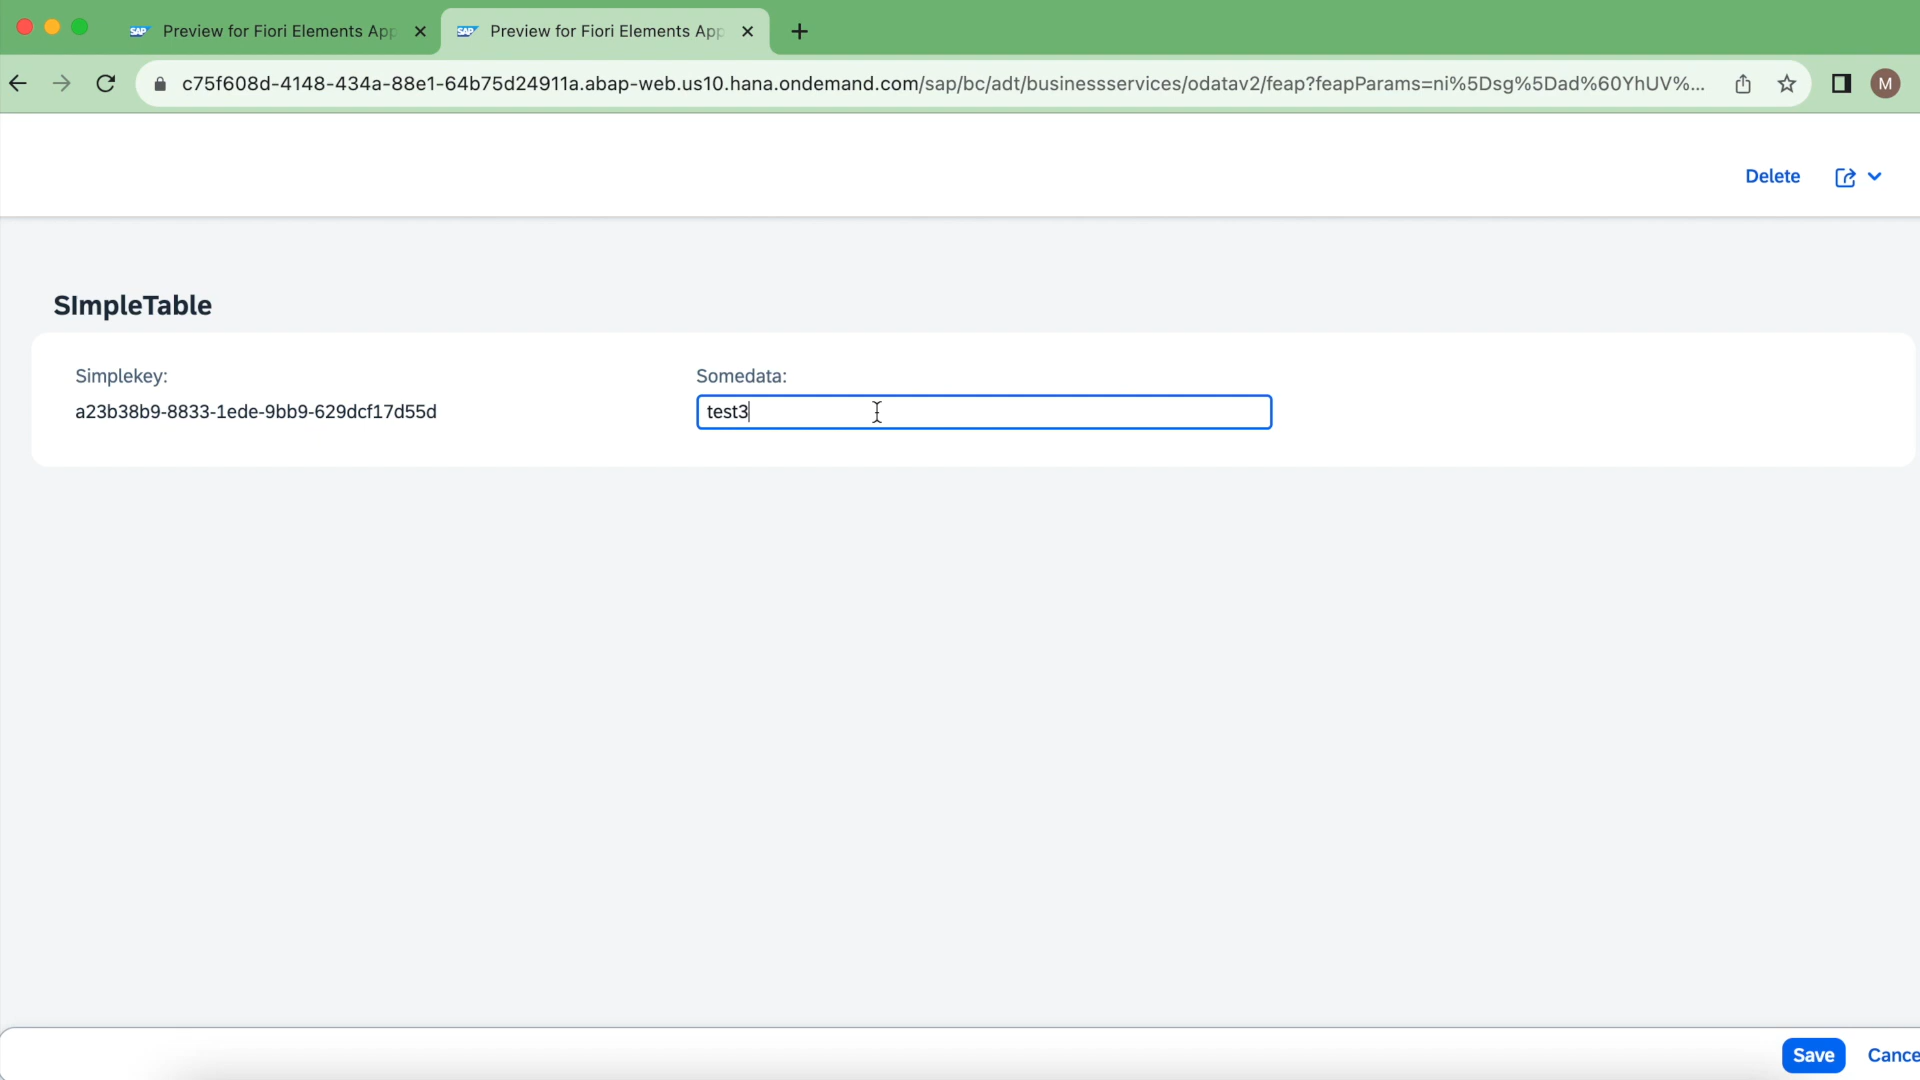 SAP Preview for Fiori Elements App
SAP Preview for Fiori Elements App
c75f608d-4148-434a-88e1-64b75d24911a.abap-web.us10.hana.ondemand.com/sap/bc/adt/businessservices/odatav2/feap?feapParams=ni%5Dsg%5Dad%60YhUV%...
M
Delete
SImpleTable
Simplekey:
a23b38b9-8833-1ede-9bb9-629dcf17d55d
Somedata:
test3
Save
Cance